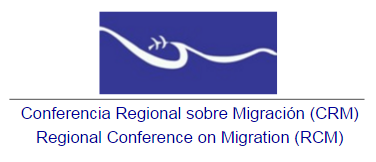 Conferencia Regional sobre Migración (CRM)
Regional Conference on Migration (RCM)